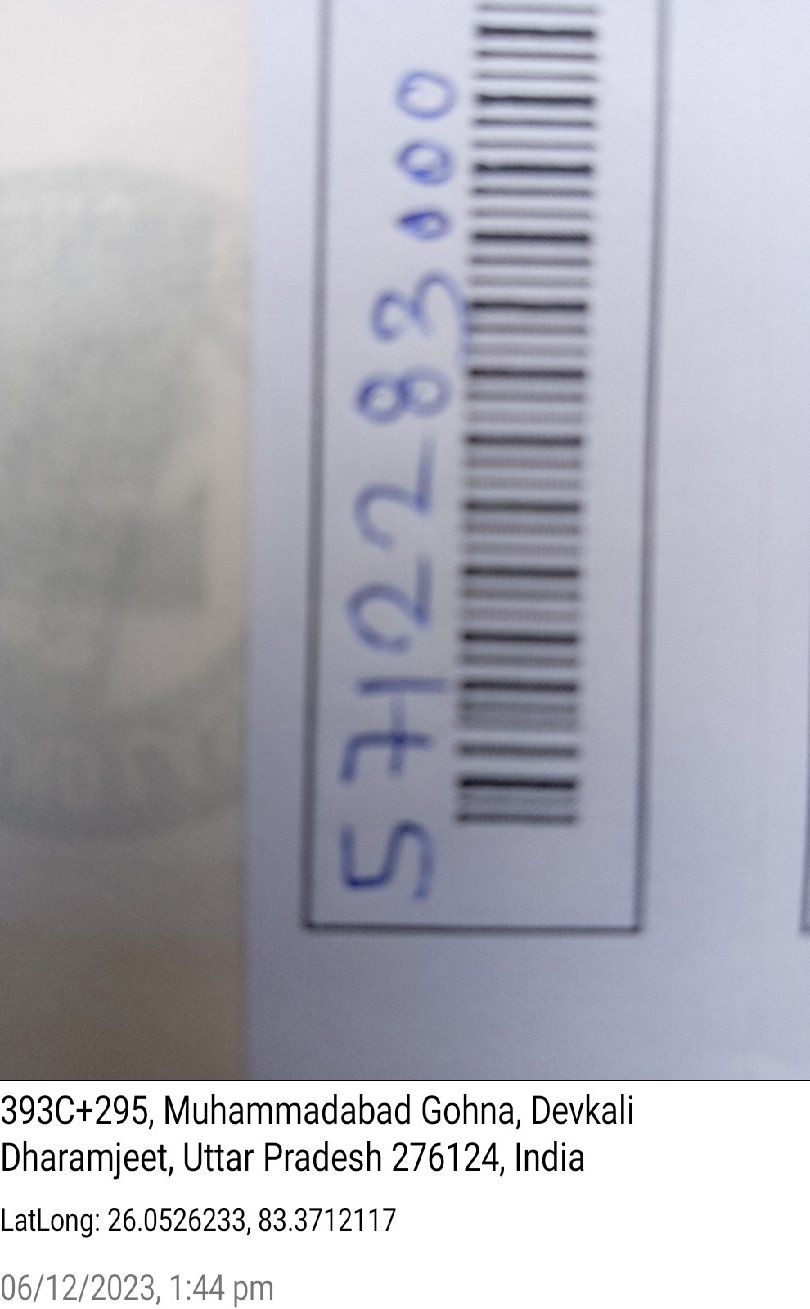 5712283000
393C+295, Muhammadabad Gohna, Devkali
Dharamjeet, Uttar Pradesh 276124, India
LatLong: 26.0526233, 83.3712117
06/12/2023, 1:44 pm